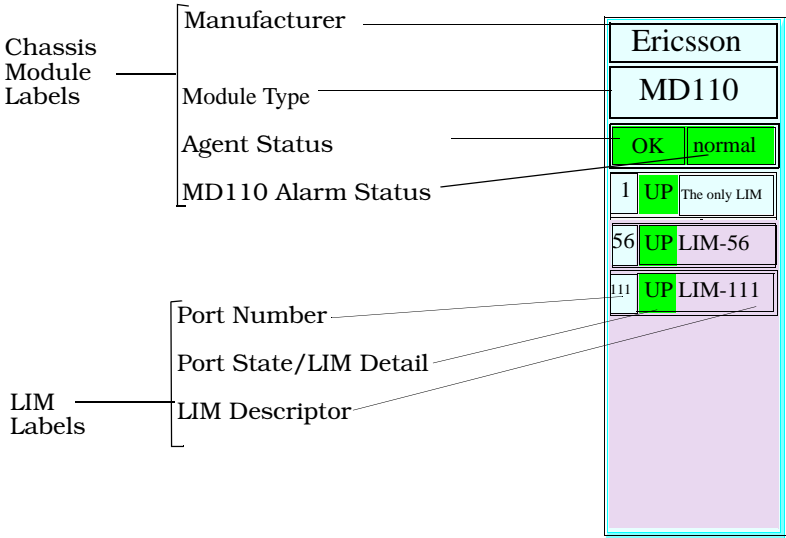 Chassis
Module
Labels
Manufacturer
Module Type
Agent Status
MD110 Alarm Status
LIM
Labels
Port Number
Port State/LIM Detail
LIM Descriptor
Ericsson
MD110
OK normal
1 UP The only LIM
56 UP LIM-56
111 UP LIM-111